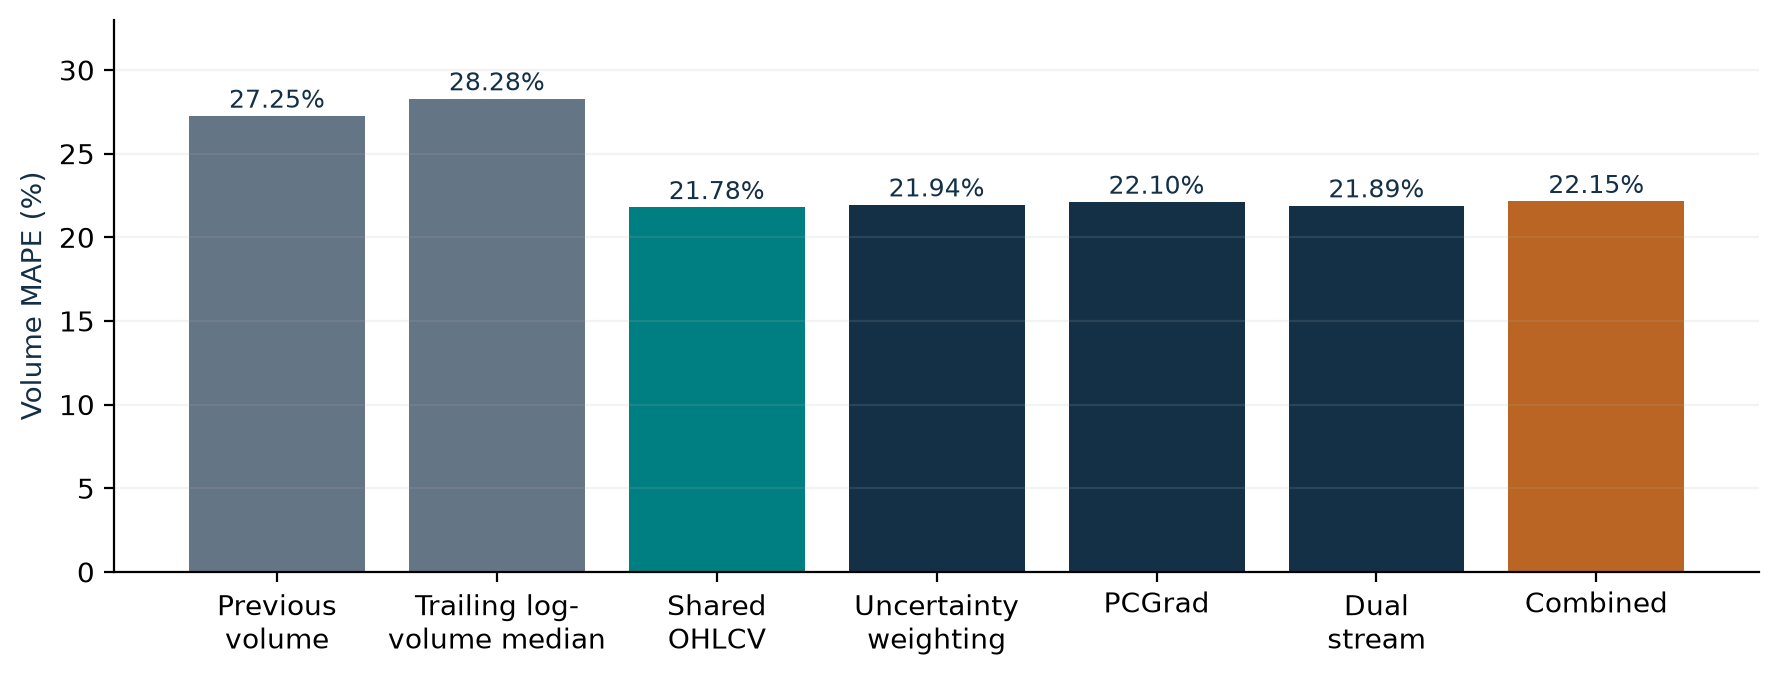 Volume MAPE (%)
30
25
20
15
10
5
0
27.25%
28.28%
21.78%
21.94%
22.10%
21.89%
22.15%
Previous
volume
Trailing log-
volume median
Shared
OHLCV
Uncertainty
weighting
PCGrad
Dual
stream
Combined